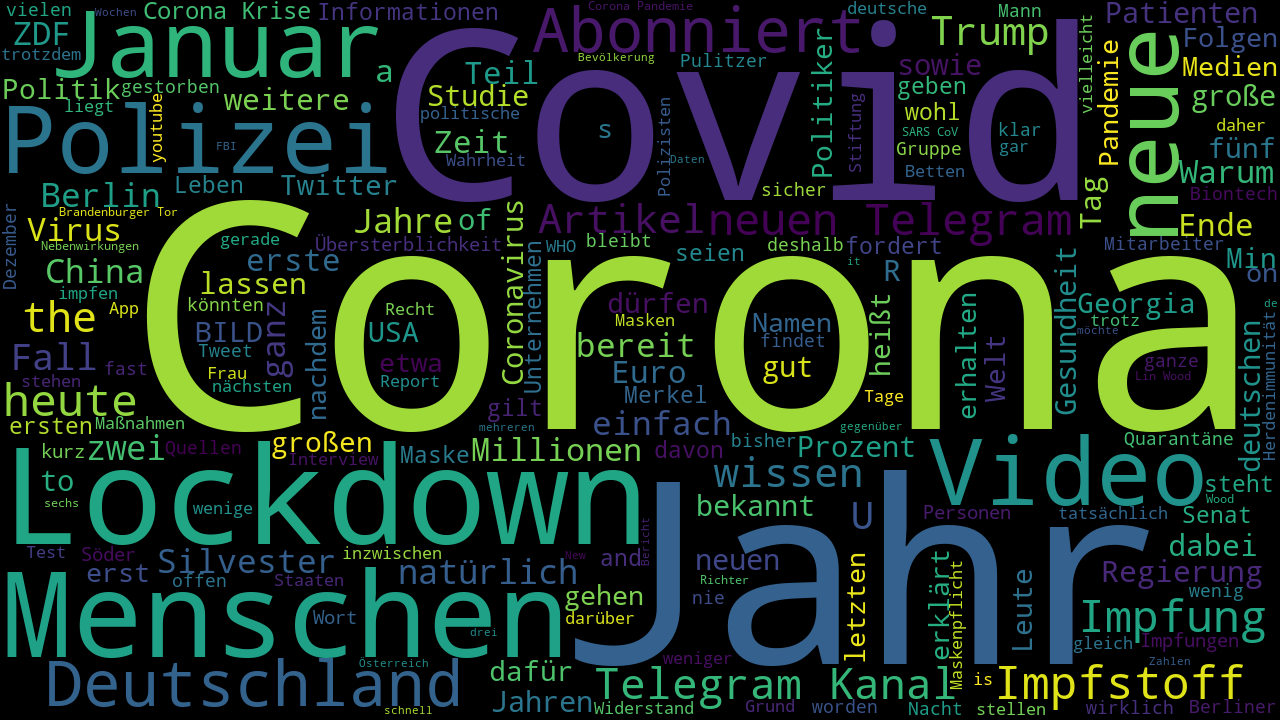 vielen
Wochen
Corona Krise
Informationen
Corona Pandemie
deutsche
Mann
Patienten
ZDF
Januar
Abonniert
Trump
Folgen
trotzdem
a
Covid
Bevölkerung
Pulitzer
Politiker
sowie
vielleicht
Pandemie
neue
Medien
Politik
gestorben
weitere
Teil
Studie
geben
große
liegt
youtube
Polizei
FBI
politische
Zeit
Wahrheit
s
Polizisten
Daten
Stiftung
wohl
SARS CoV
Gruppe
Betten
klar
gar
daher
fünf
Warum
Berlin
Leben
Twitter
sicher
Tag
Biontech
Dezember
Brandenburger Tor
Virus
Nebenwirkungen
Jahre
of
Coronavirus
Artikel
neuen
Telegram
Ende
gerade
Übersterblichkeit
WHO
bleibt
deshalb
fordert
Mitarbeiter
China
erste
Unternehmen
seien
it
R
Gesundheit
Min
on
impfen
lassen
Corona
könnten
Recht
dürfen
Namen
heißt
erhalten
Georgia
de
the
App
BILD
ganz
nachdem
USA
Masken
findet
Welt
trotz
möchte
Herdenimmunität
Fall
fast
Tweet
etwa
bereit
gut
ganze
deutschen
stehen
Frau
nächsten
Report
Euro
Merkel
Tage
Lin Wood
heute
gilt
einfach
ersten
Maßnahmen
mehreren
gegenüber
zwei
kurz
Quellen
großen
Interview
Maske
Millionen
davon
bisher
Prozent
Quarantäne
Lockdown
Video
to
sechs
wenige
wissen
steht
Wood
bekannt
U
Jahr
Personen
tatsächlich
Senat
Test
Söder
Silvester
inzwischen
New
and
Bericht
neuen
letzten
erklärt
dabei
erst
offen
Staaten
natürlich
Richter
Maskenpflicht
Leute
Regierung
Menschen
Wort
drei
gehen
darüber
nie
wenig
Impfung
gleich
Impfungen
Deutschland
Österreich
schnell
dafür
Jahren
weniger
Telegram Kanal
Widerstand
Grund
worden
Nacht
is
Impfstoff
stellen
Zahlen
wirklich
Berliner